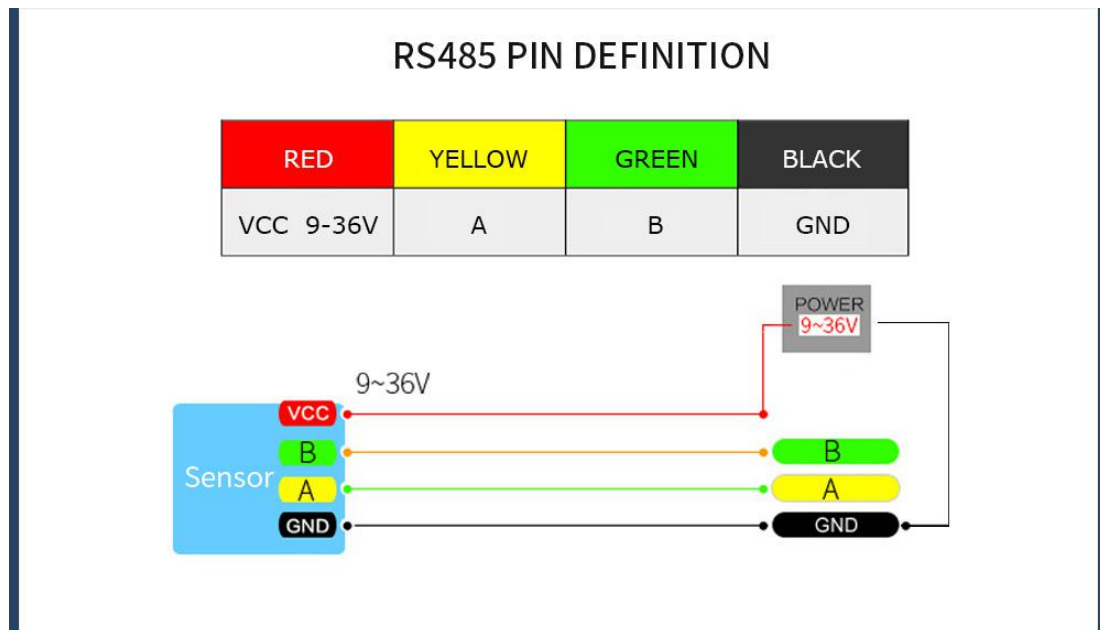 RS485 PIN DEFINITION
RED YELLOW GREEN BLACK
VCC 9-36V A B GND
POWER
9~36V
9~36V
VCC
B B
Sensor
A A
GND GND